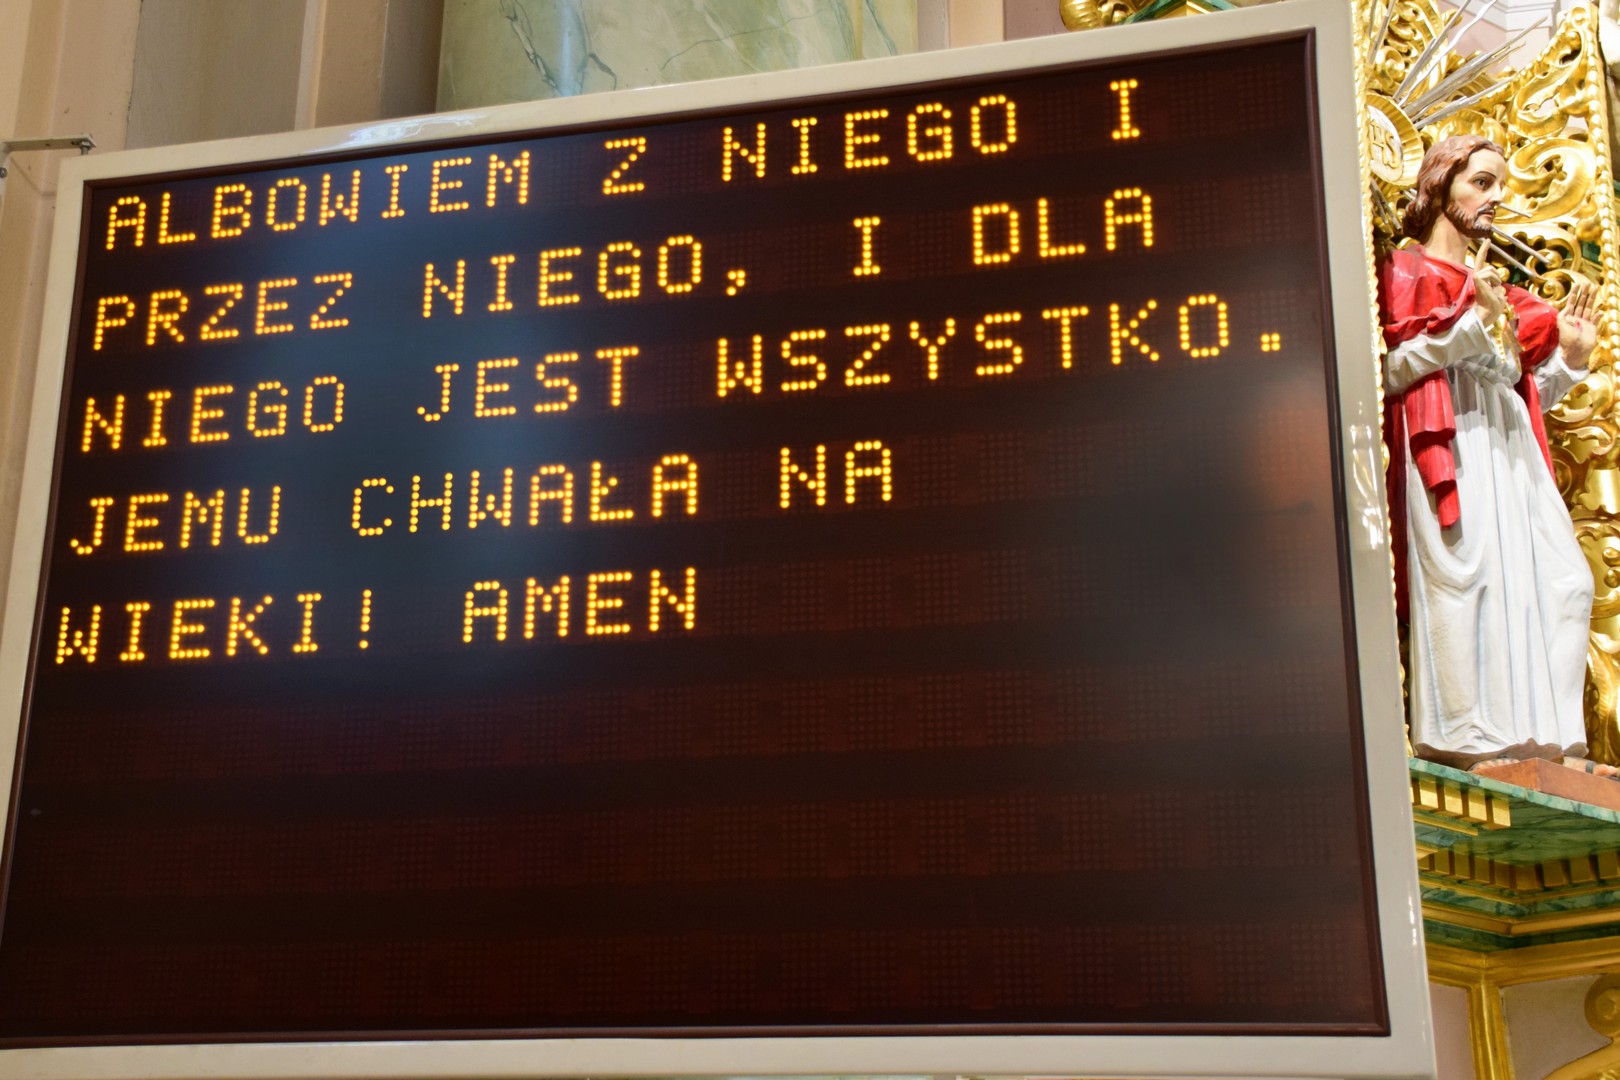 ALBOWIEM Z NIEGO I
PRZEZ NIEGO, I DLA
NIEGO JEST WSZYSTKO.
JEMU CHWAŁA NA
WIEKI! AMEN